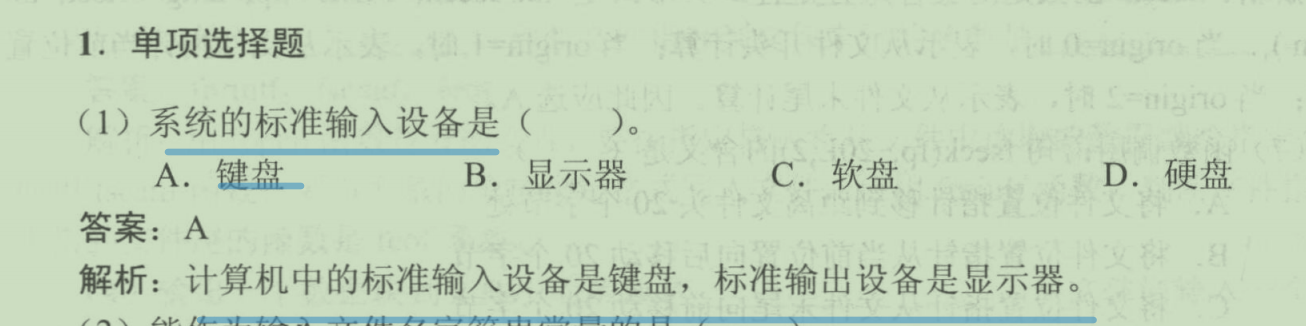 1. 单项选择题
（1）系统的标准输入设备是（ ）。
A. 键盘 B. 显示器 C. 软盘 D. 硬盘
答案：A
解析：计算机中的标准输入设备是键盘，标准输出设备是显示器。